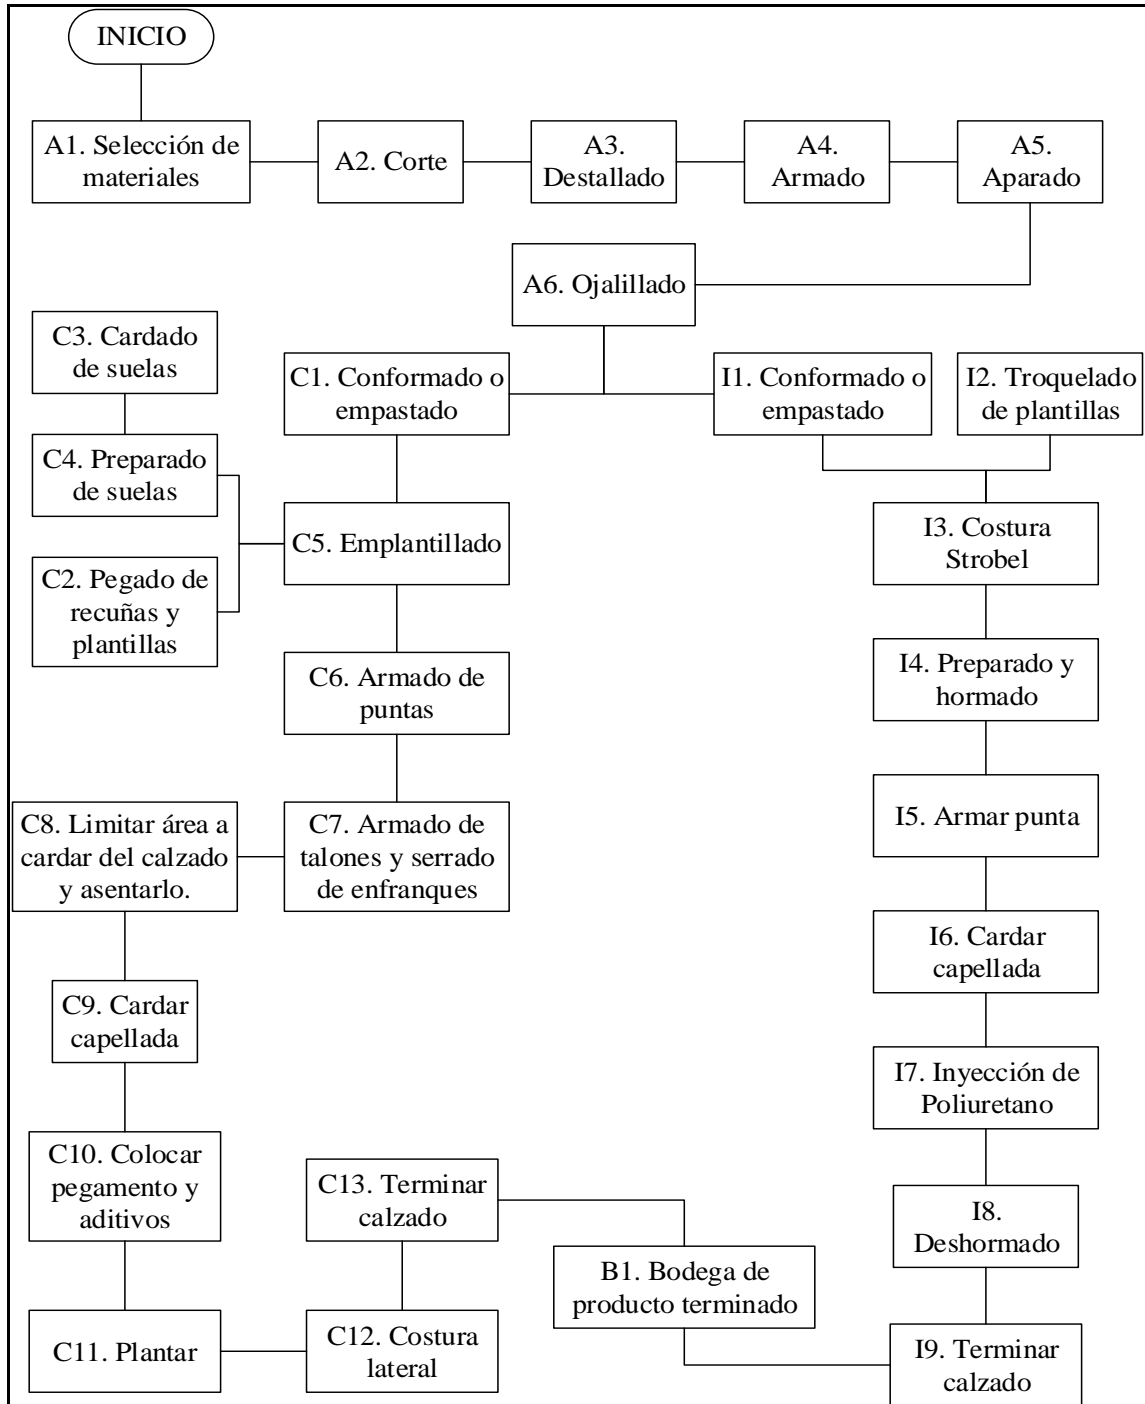 INICIO
A1. Selección de
materiales
A2. Corte
A3.
Destallado
A4.
Armado
A5.
Aparado
A6. Ojalillado
C3. Cardado
de suelas
C1. Conformado o
empastado
I1. Conformado o
empastado
I2. Troquelado
de plantillas
C4. Preparado
de suelas
C5. Emplantillado
I3. Costura
Strobel
C2. Pegado de
recuñas y
plantillas
C6. Armado de
puntas
I4. Preparado y
hormado
C8. Limitar área a
cardar del calzado
y asentarlo.
C7. Armado de
talones y serrado
de enfranques
I5. Armar punta
C9. Cardar
capellada
I6. Cardar
capellada
I7. Inyección de
Poliuretano
C10. Colocar
pegamento y
aditivos
C13. Terminar
calzado
I8.
Deshormado
B1. Bodega de
producto terminado
C11. Plantar
C12. Costura
lateral
I9. Terminar
calzado